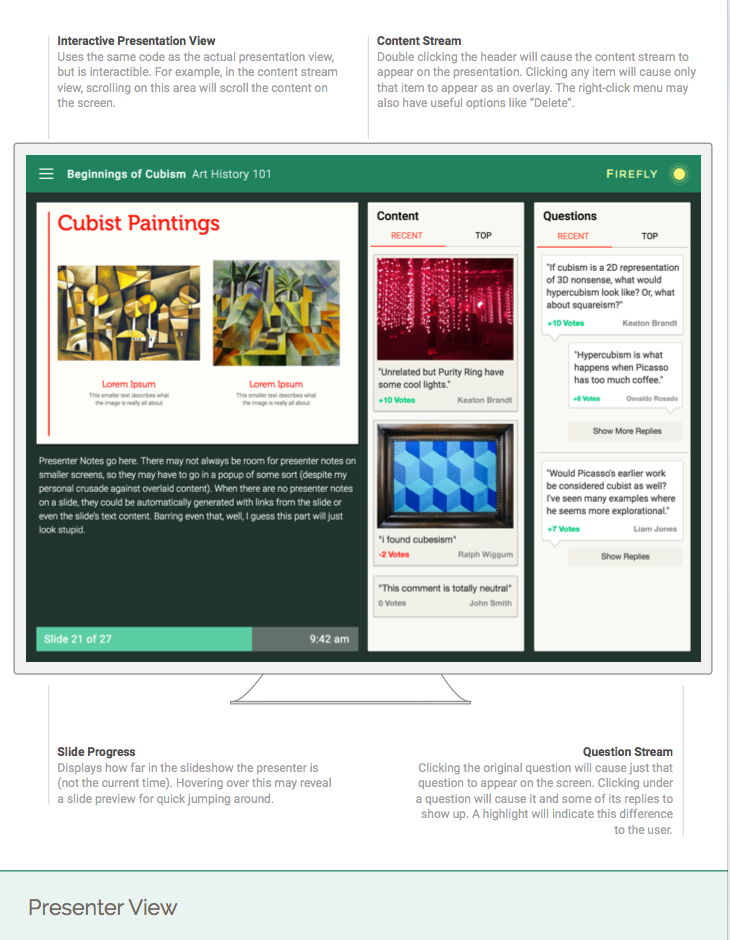 Interactive Presentation View
Uses the same code as the actual presentation view,
but is interactible. For example, in the content stream
view, scrolling on this area will scroll the content on
the screen.
Content Stream
Double clicking the header will cause the content stream to
appear on the presentation. Clicking any item will cause only
that item to appear as an overlay. The right-click menu may
also have useful options like "Delete".
Beginnings of Cubism Art History 101
FIREFLY
Cubist Paintings
Lorem Ipsum
This smaller text describes what
the image is really all about
Lorem Ipsum
This smaller text describes what
the image is really all about
Presenter Notes go here. There may not always be room for presenter notes on
smaller screens, so they may have to go in a popup of some sort (despite my
personal crusade against overlaid content). When there are no presenter notes
on a slide, they could be automatically generated with links from the slide or
even the slide's text content. Barring even that, well, I guess this part will just
look stupid.
Slide 21 of 27
9:42 am
Content
RECENT
TOP
"Unrelated but Purity Ring have
some cool lights."
+10 Votes
Keaton Brandt
"i found cubesism"
-2 Votes
Ralph Wiggum
"This comment is totally neutral"
0 Votes
John Smith
Questions
RECENT
TOP
"If cubism is a 2D representation
of 3D nonsense, what would
hypercubism look like? Or, what
about squareism?"
+10 Votes
Keaton Brandt
"Hypercubism is what
happens when Picasso
has too much coffee."
+6 Votes
Osvaldo Rosado
Show More Replies
"Would Picasso's earlier work
be considered cubist as well?
I've seen many examples where
he seems more explorational."
+7 Votes
Liam Jones
Show Replies
Slide Progress
Displays how far in the slideshow the presenter is
(not the current time). Hovering over this may reveal
a slide preview for quick jumping around.
Question Stream
Clicking the original question will cause just that
question to appear on the screen. Clicking under
a question will cause it and some of its replies to
show up. A highlight will indicate this difference
to the user.
Presenter View